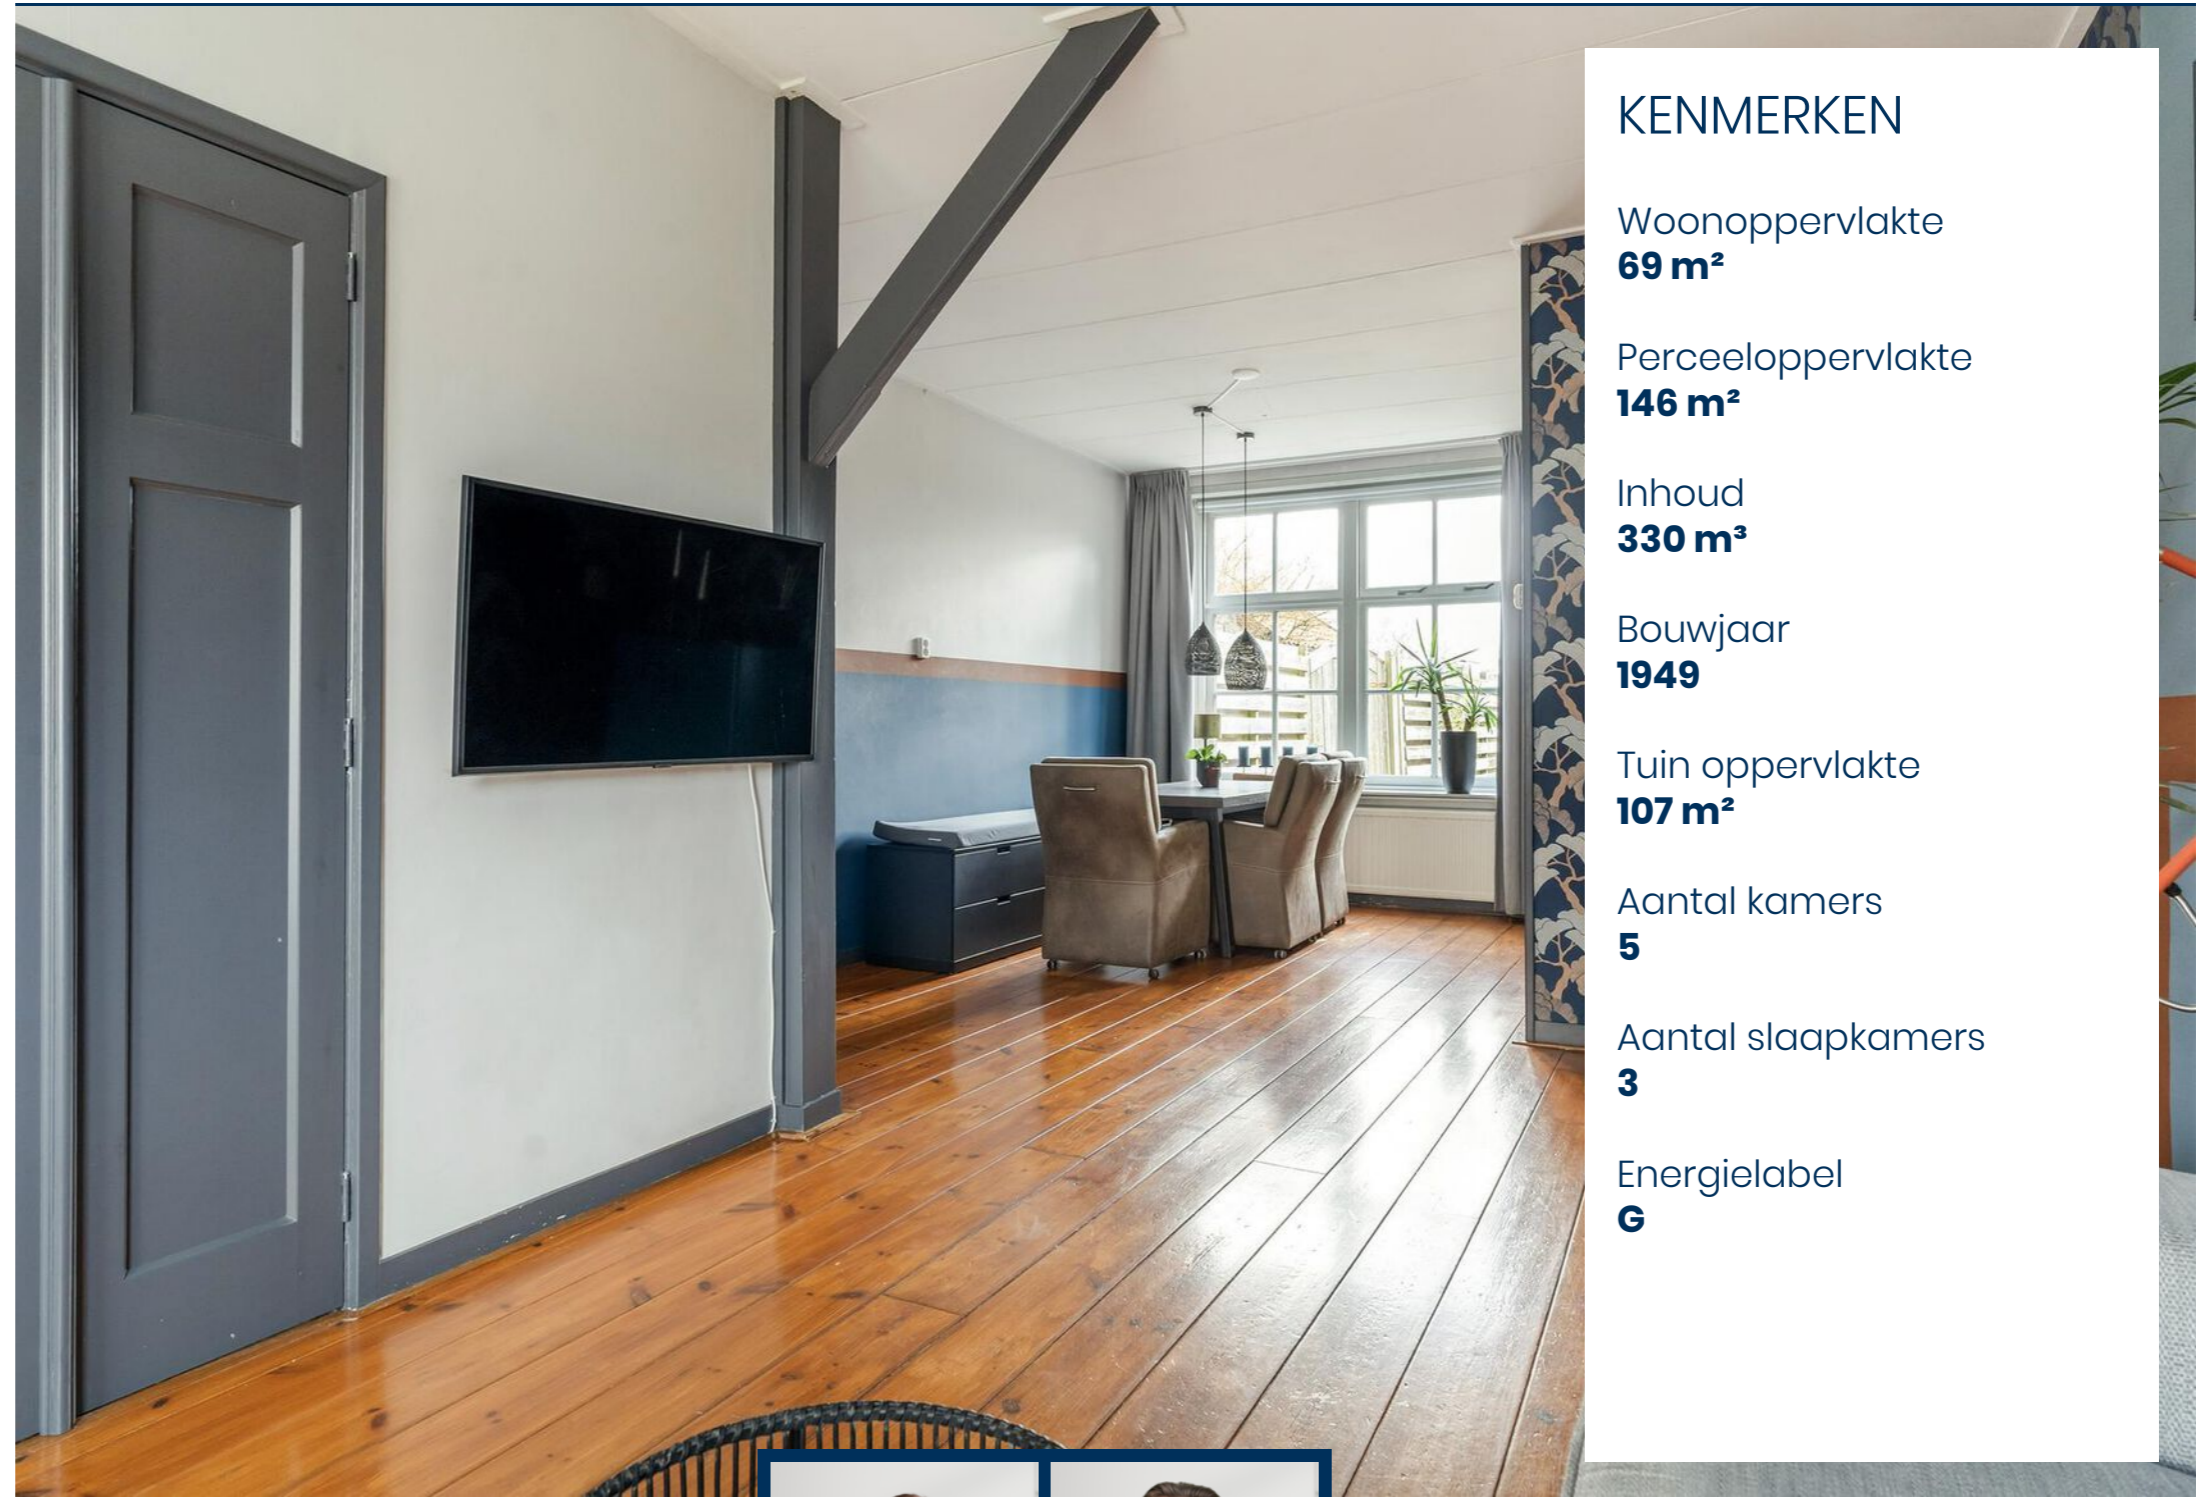 KENMERKEN
Woonoppervlakte
69 m²
Perceeloppervlakte
146 m²
Inhoud
330 m³
Bouwjaar
1949
Tuin oppervlakte
107 m²
Aantal kamers
5
Aantal slaapkamers
3
Energielabel
G